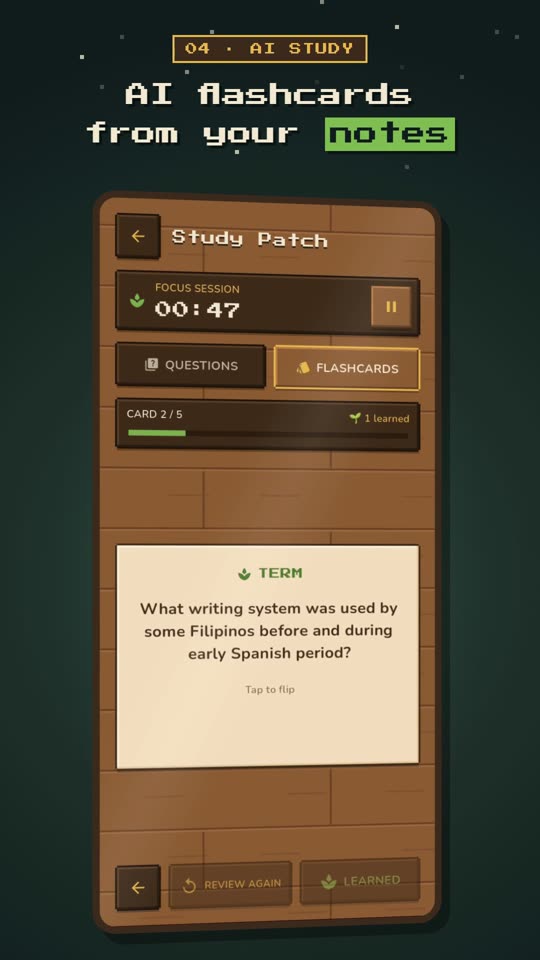 04 · AI STUDY
AI flashcards
from your notes
Study Patch
FOCUS SESSION
00:47
QUESTIONS
FLASHCARDS
CARD 2 / 5
1 learned
TERM
What writing system was used by
some Filipinos before and during
early Spanish period?
Tap to flip
REVIEW AGAIN
LEARNED